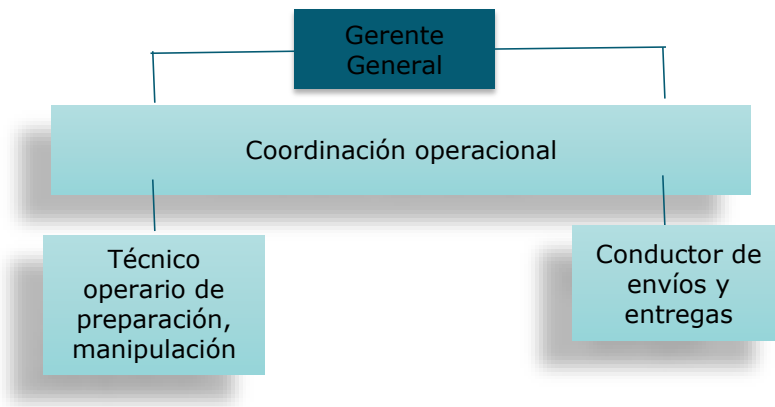 Gerente
General
Coordinación operacional
Técnico
operario de
preparación,
manipulación
Conductor de
envíos y
entregas